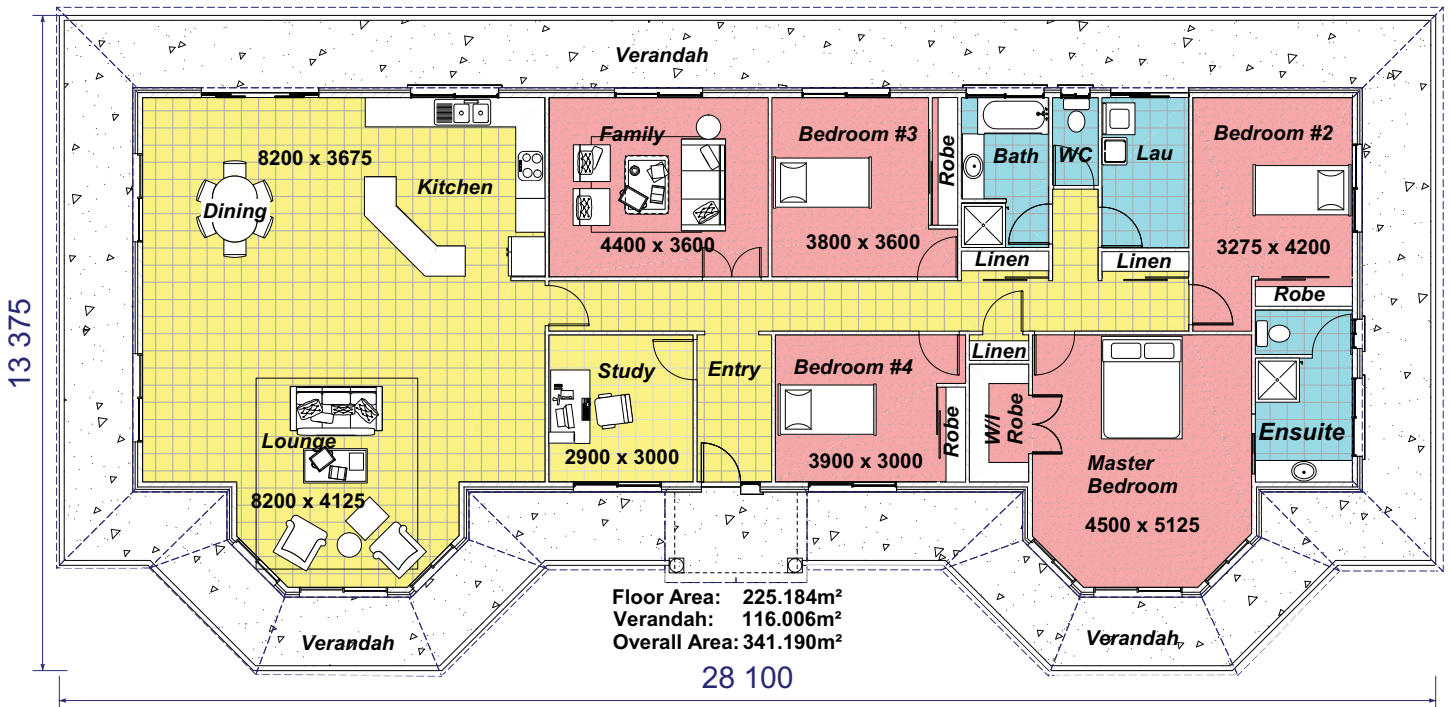 Verandah
Family
Bedroom #3
Robe
Bath
WC
Lau
Bedroom #2
8200 x 3675
Kitchen
Dining
4400 x 3600
3800 x 3600
3275 x 4200
Linen
Linen
Robe
13 375
Study
Entry
Bedroom #4
Linen
W/I
Robe
Robe
Lounge
2900 x 3000
3900 x 3000
Master
Bedroom
Ensuite
8200 x 4125
4500 x 5125
Floor Area: 225.184m²
Verandah: 116.006m²
Overall Area: 341.190m²
Verandah
Verandah
28 100